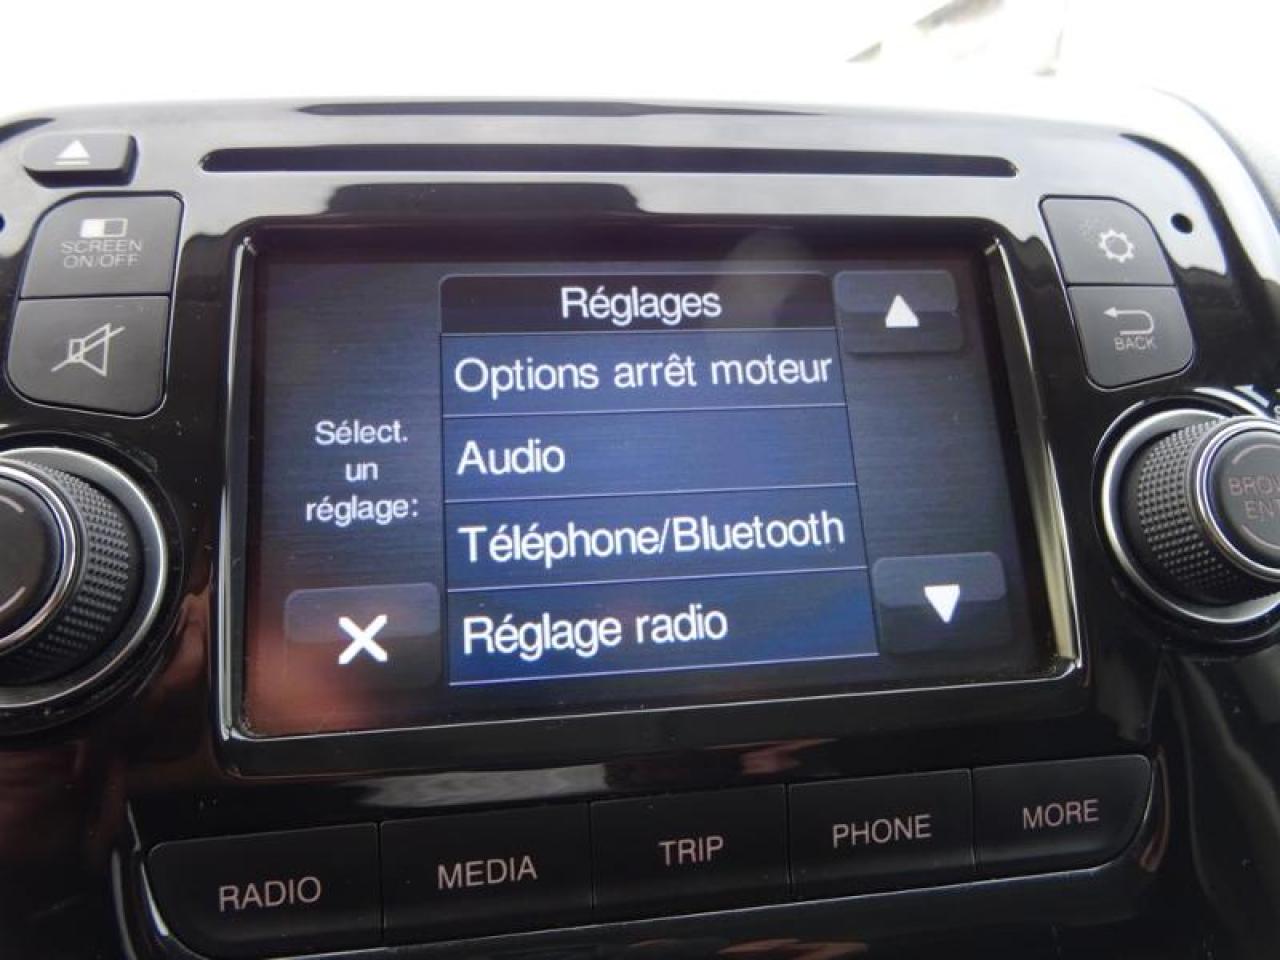 SCREEN
ON/OFF
Réglages
Options arrêt moteur
Audio
Téléphone/Bluetooth
Réglage radio
Sélect.
un
réglage:
BACK
RADIO
MEDIA
TRIP
PHONE
MORE